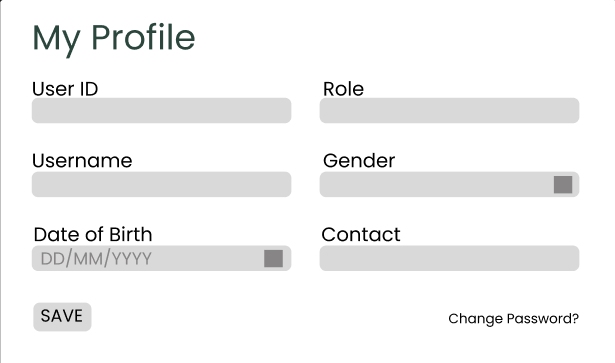 My Profile
User ID
Role
Username
Gender
Date of Birth
Contact
DD/MM/YYYY
SAVE
Change Password?